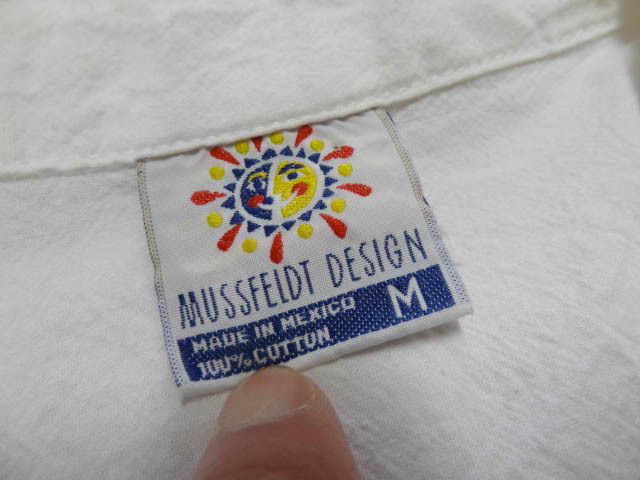 MUSSFELDT DESIGN
MADE IN MEXICO M
100% COTTON